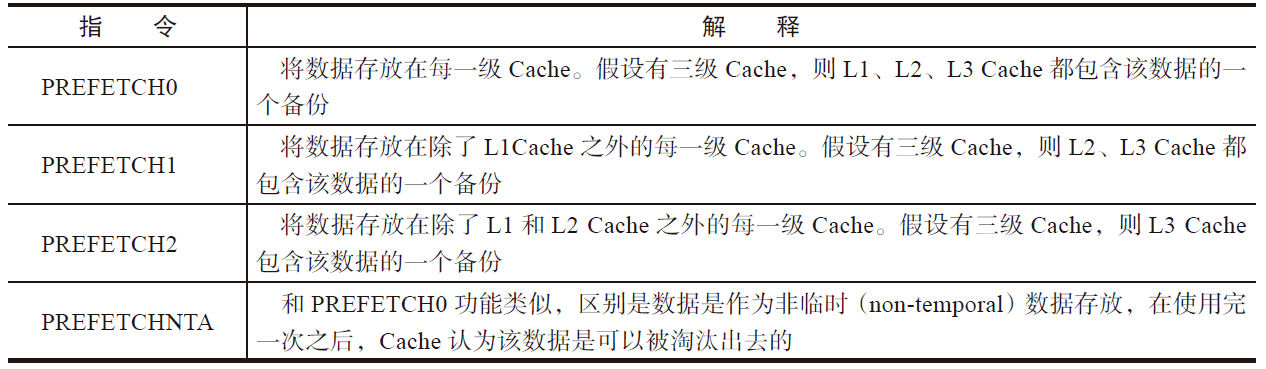 指 令 解 释
PREFETCH0 将数据存放在每一级 Cache。假设有三级 Cache，则 L1、L2、L3 Cache 都包含该数据的一
个备份
PREFETCH1 将数据存放在除了 L1Cache 之外的每一级 Cache。假设有三级 Cache，则 L2、L3 Cache 都
包含该数据的一个备份
PREFETCH2 将数据存放在除了 L1 和 L2 Cache 之外的每一级 Cache。假设有三级 Cache，则 L3 Cache
包含该数据的一个备份
PREFETCHNTA 和 PREFETCH0 功能类似，区别是数据是作为非临时（non-temporal）数据存放，在使用完
一次之后，Cache 认为该数据是可以被淘汰出去的